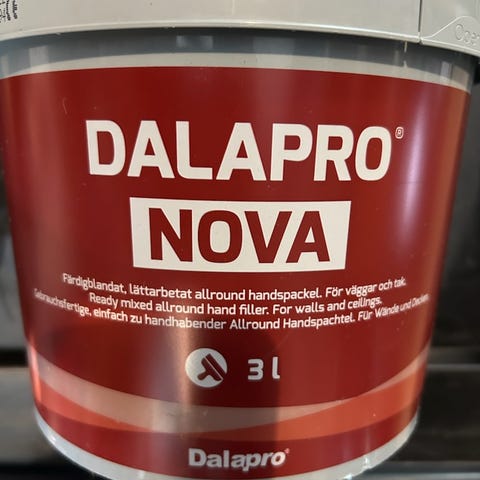 DALAPRO®
NOVA
Färdigblandat, lättarbetat allround handspackel. För väggar och tak.
Ready mixed allround hand filler. For walls and ceilings.
Gebrauchsfertige, einfach zu handhabender Allround Handspachtel. Für Wände und Decken.
3 l
Dalapro®